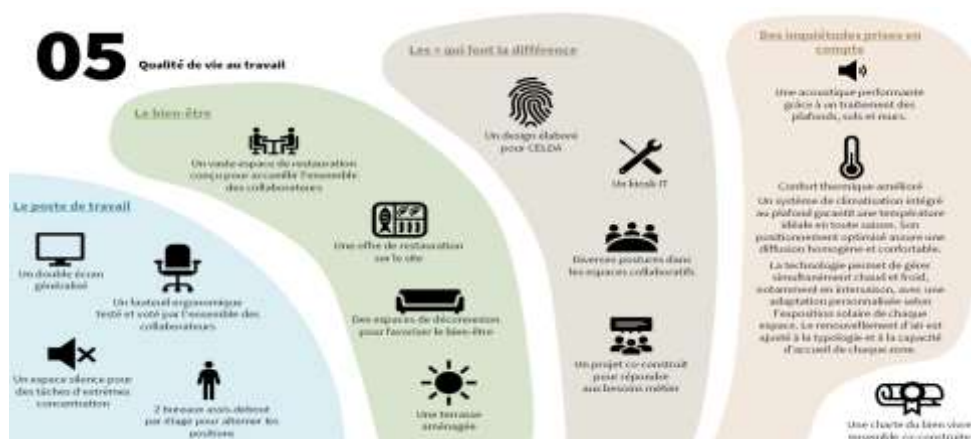 05
Qualité de vie au travail
Le poste de travail
Un double écran
généralisé
Un fauteuil ergonomique
testé et voté par l'ensemble des
collaborateurs
Un espace silence pour
des tâches d'extrêmes
concentration
2 bureaux assis-debout
par étage pour alterner les
positions
Le bien-être
Un vaste espace de restauration
conçu pour accueillir l'ensemble
des collaborateurs
Une offre de restauration
sur le site
Des espaces de déconnexion
pour favoriser le bien-être
Une terrasse
aménagée
Les + qui font la différence
Un design élaboré
pour CELDA
Un kiosk IT
Diverses postures dans
les espaces collaboratifs
Un projet co-construit
pour répondre
aux besoins métier
Des inquiétudes prises en
compte
Une acoustique performante
grâce à un traitement des
plafonds, sols et murs.
Confort thermique amélioré
Un système de climatisation intégré
au plafond garantit une température
idéale en toute saison. Son
positionnement optimisé assure une
diffusion homogène et confortable.
La technologie permet de gérer
simultanément chaud et froid,
notamment en intersaison, avec une
adaptation personnalisée selon
l'exposition solaire de chaque
espace. Le renouvellement d'air est
ajusté à la typologie et à la capacité
d'accueil de chaque zone
Une charte du bien vivre
ensemble co-construite